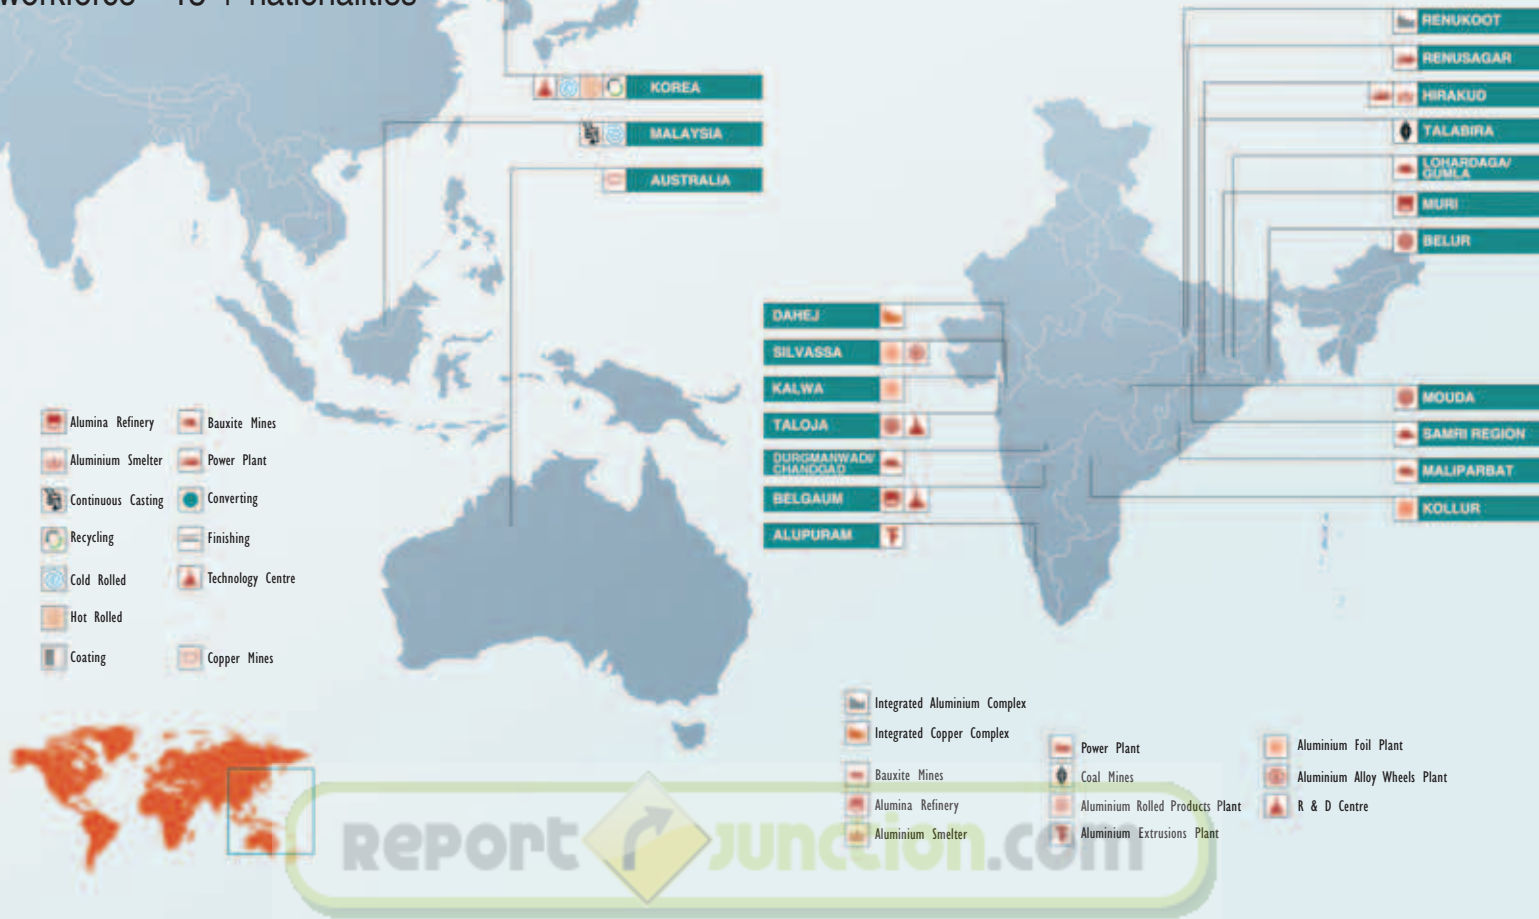 KOREA
MALAYSIA
AUSTRALIA
RENUKOOT
RENUSAGAR
HIRAKUD
TALABIRA
LOHARDAGA/
GUMLA
MURI
BELUR
DAHEJ
SILVASSA
KALWA
TALOJA
DURGMANWADI/
CHANDGAD
BELGAUM
ALUPURAM
MOUDA
SAMRI REGION
MALIPARBAT
KOLLUR
Alumina Refinery
Bauxite Mines
Aluminium Smelter
Power Plant
Continuous Casting
Converting
Recycling
Finishing
Cold Rolled
Technology Centre
Hot Rolled
Coating
Copper Mines
Integrated Aluminium Complex
Integrated Copper Complex
Bauxite Mines
Alumina Refinery
Aluminium Smelter
Power Plant
Coal Mines
Aluminium Rolled Products Plant
Aluminium Extrusions Plant
Aluminium Foil Plant
Aluminium Alloy Wheels Plant
R & D Centre
REPORT JUNCTION.COM